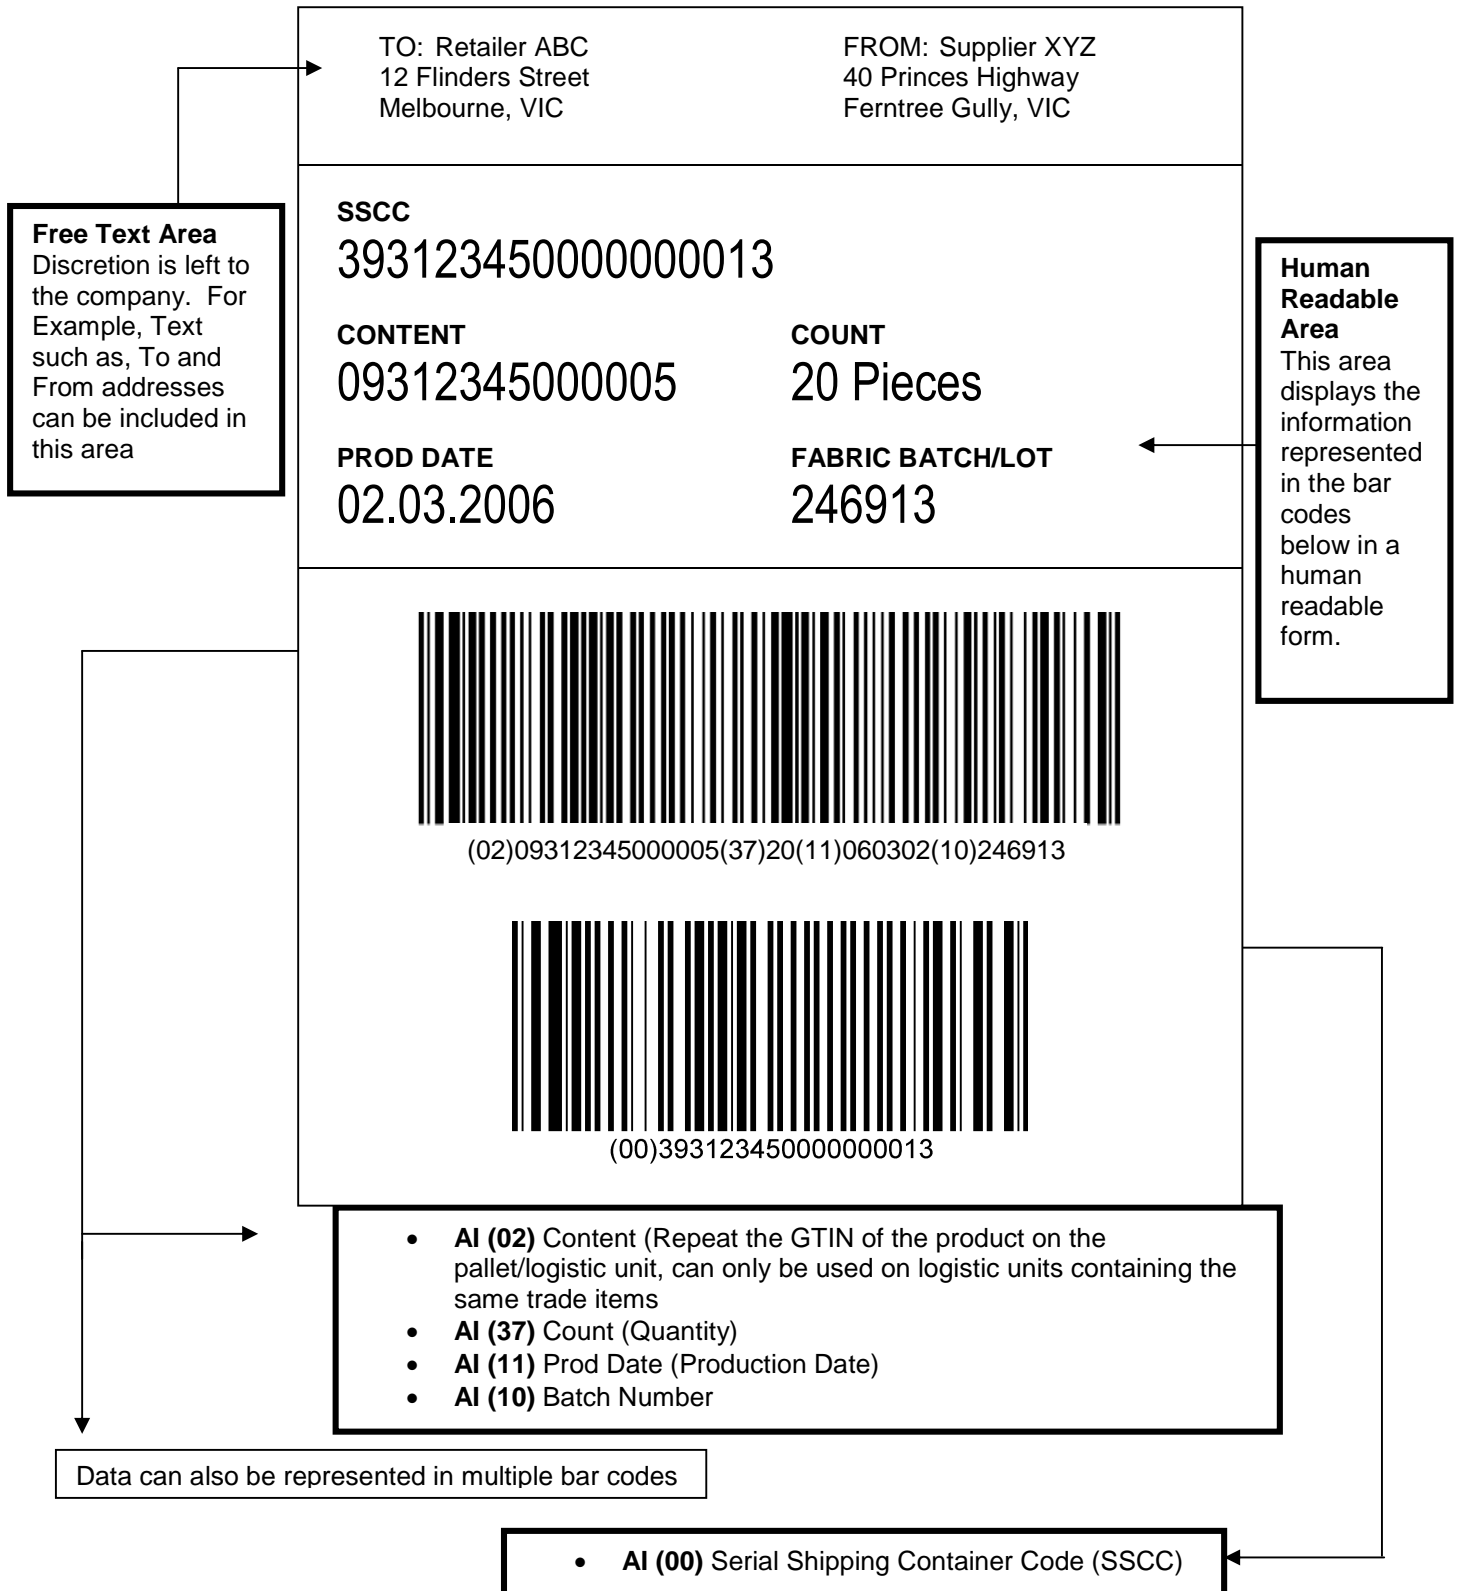 TO: Retailer ABC
12 Flinders Street
Melbourne, VIC
FROM: Supplier XYZ
40 Princes Highway
Ferntree Gully, VIC
Free Text Area
Discretion is left to
the company. For
Example, Text
such as, To and
From addresses
can be included in
this area
SSCC
393123450000000013
CONTENT
09312345000005
COUNT
20 Pieces
PROD DATE
02.03.2006
FABRIC BATCH/LOT
246913
Human
Readable
Area
This area
displays the
information
represented
in the bar
codes
below in a
human
readable
form.
(02)09312345000005(37)20(11)060302(10)246913
(00)393123450000000013
• AI (02) Content (Repeat the GTIN of the product on the
pallet/logistic unit, can only be used on logistic units containing the
same trade items
• AI (37) Count (Quantity)
• AI (11) Prod Date (Production Date)
• AI (10) Batch Number
Data can also be represented in multiple bar codes
• AI (00) Serial Shipping Container Code (SSCC)